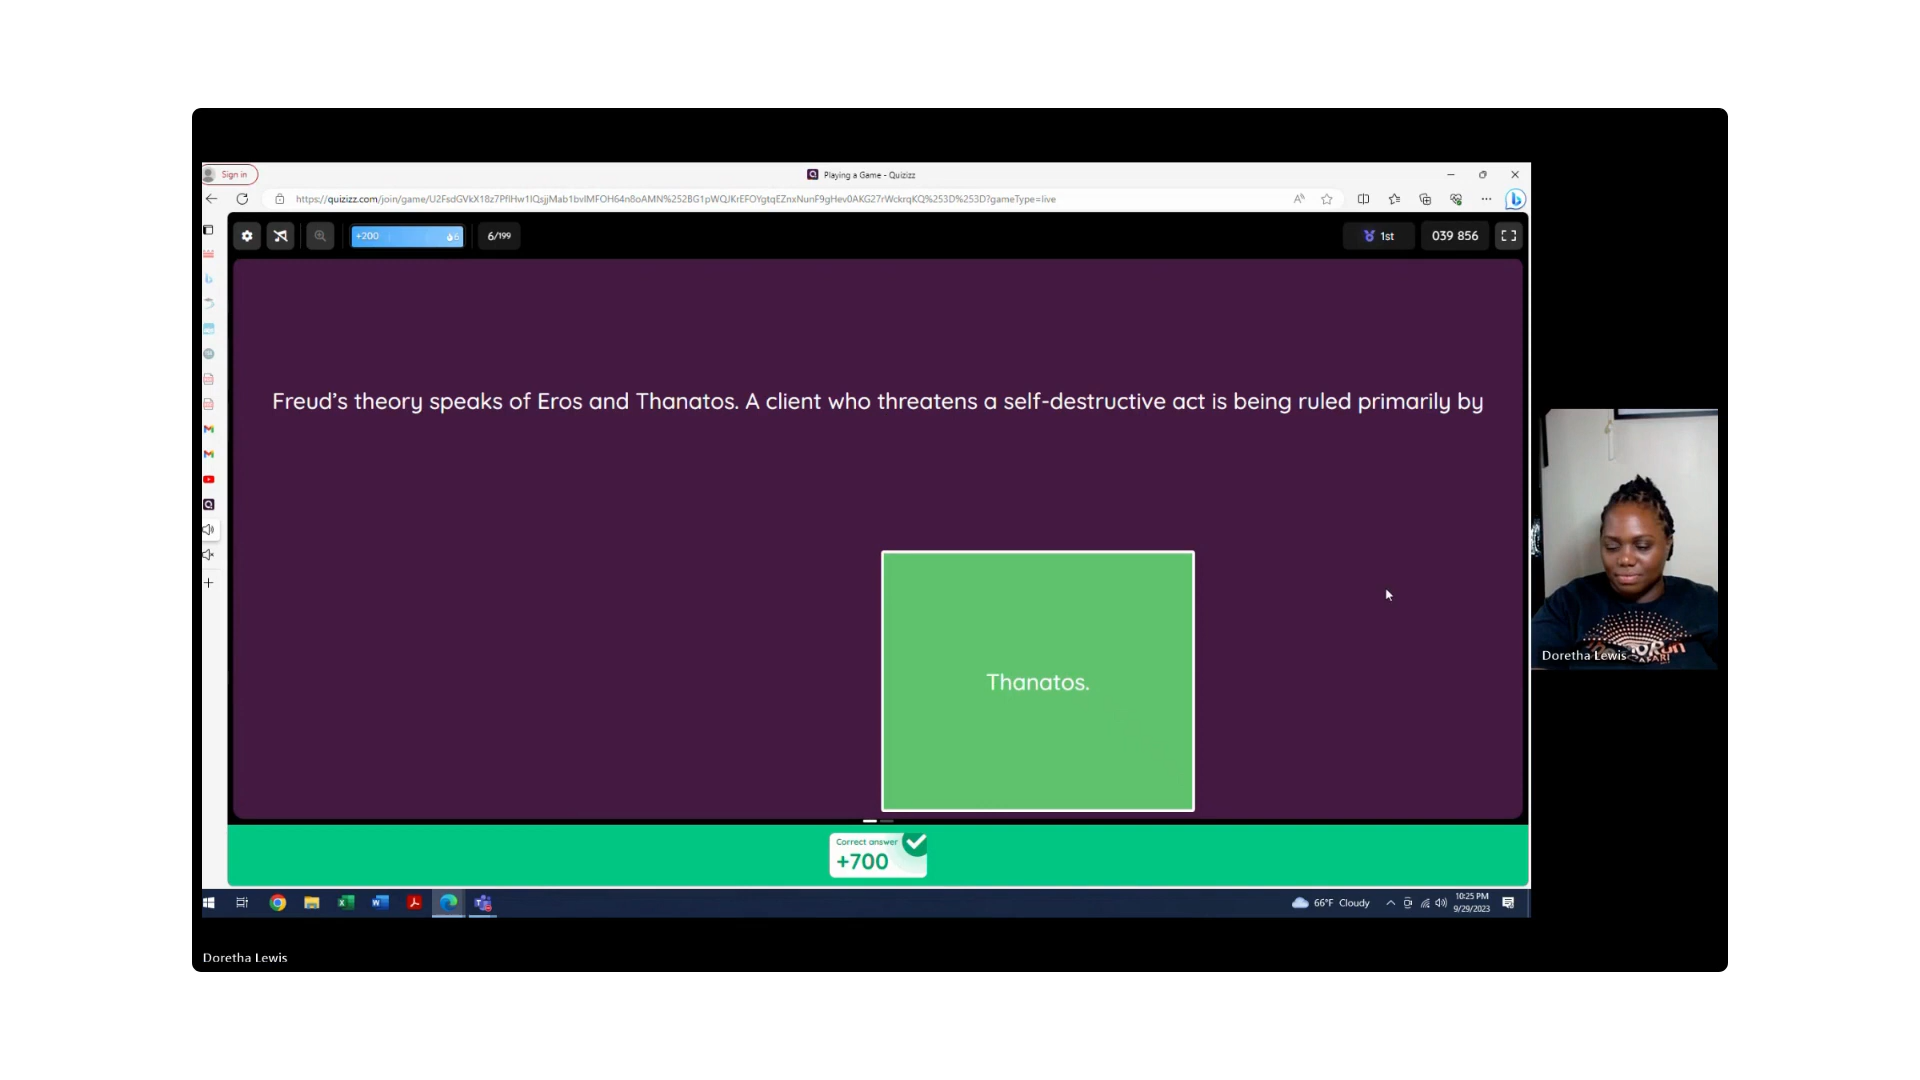 Sign in
Playing a Game - Quizizz
+200
6
6/199
1st
039 856
Freud's theory speaks of Eros and Thanatos. A client who threatens a self-destructive act is being ruled primarily by
Thanatos.
Doretha Lewis
Correct answer
+700
66°F Cloudy
10:25 PM
9/29/2023
Doretha Lewis